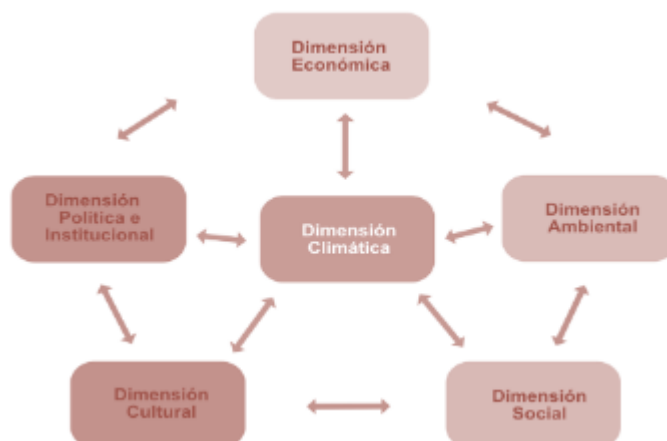 Dimensión
Económica
Dimensión
Política e
Institucional
Dimensión
Climática
Dimensión
Ambiental
Dimensión
Cultural
Dimensión
Social